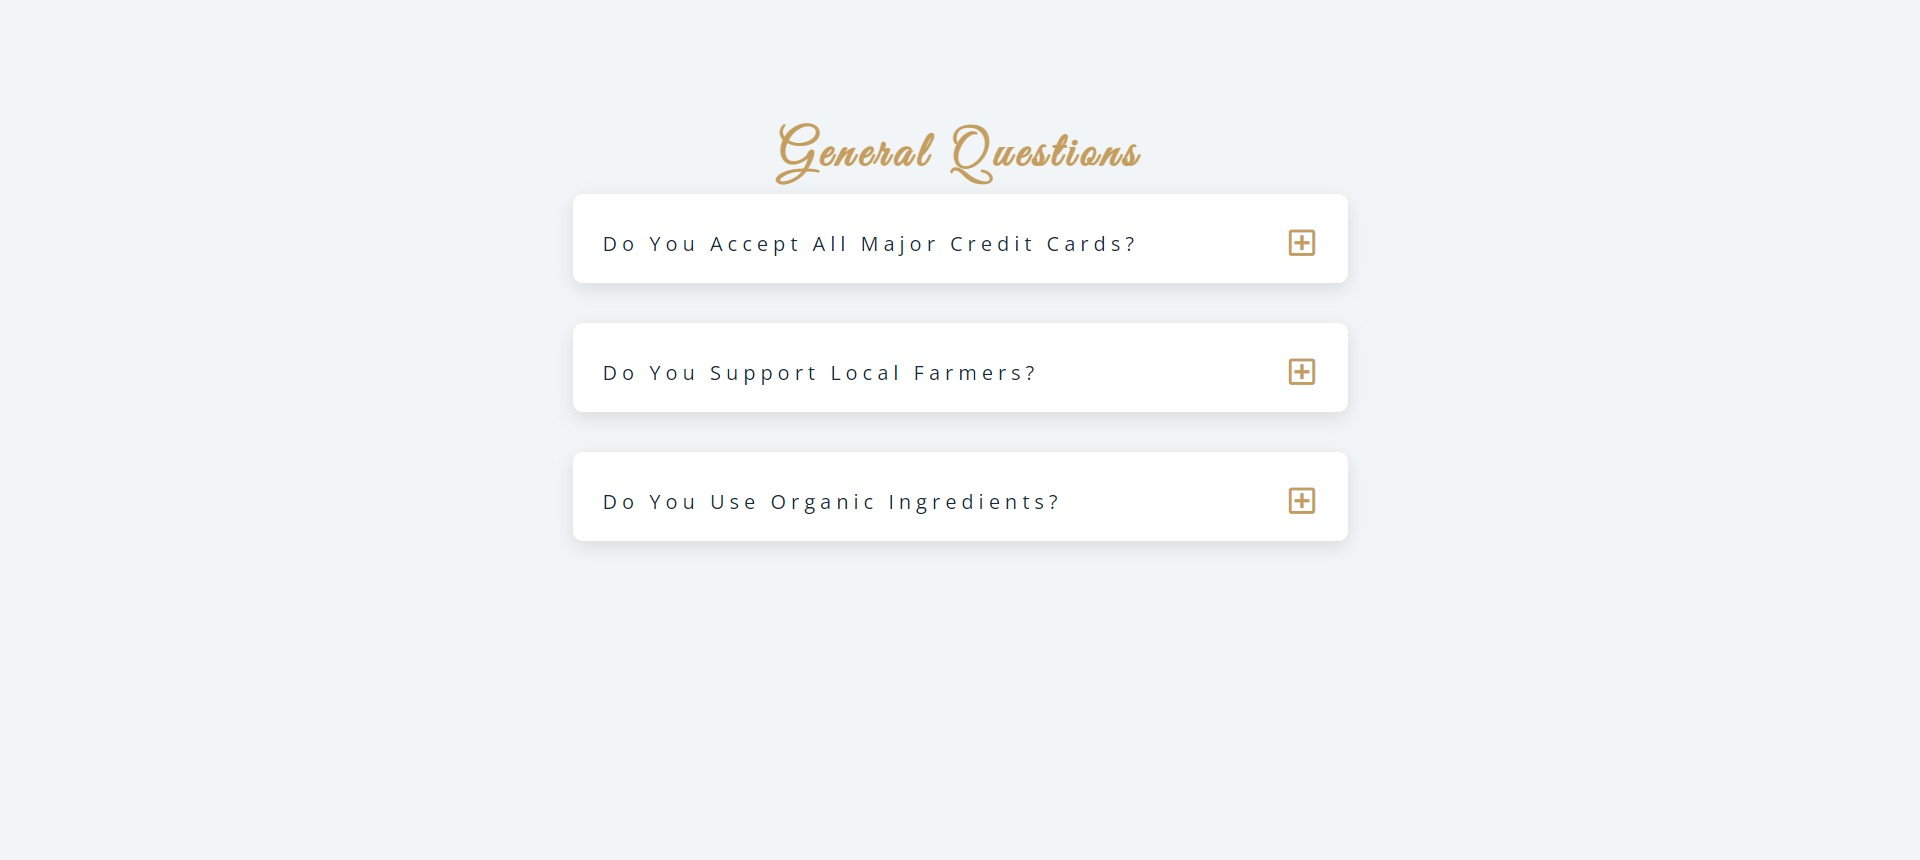 General Questions
Do You Accept All Major Credit Cards?
Do You Support Local Farmers?
Do You Use Organic Ingredients?